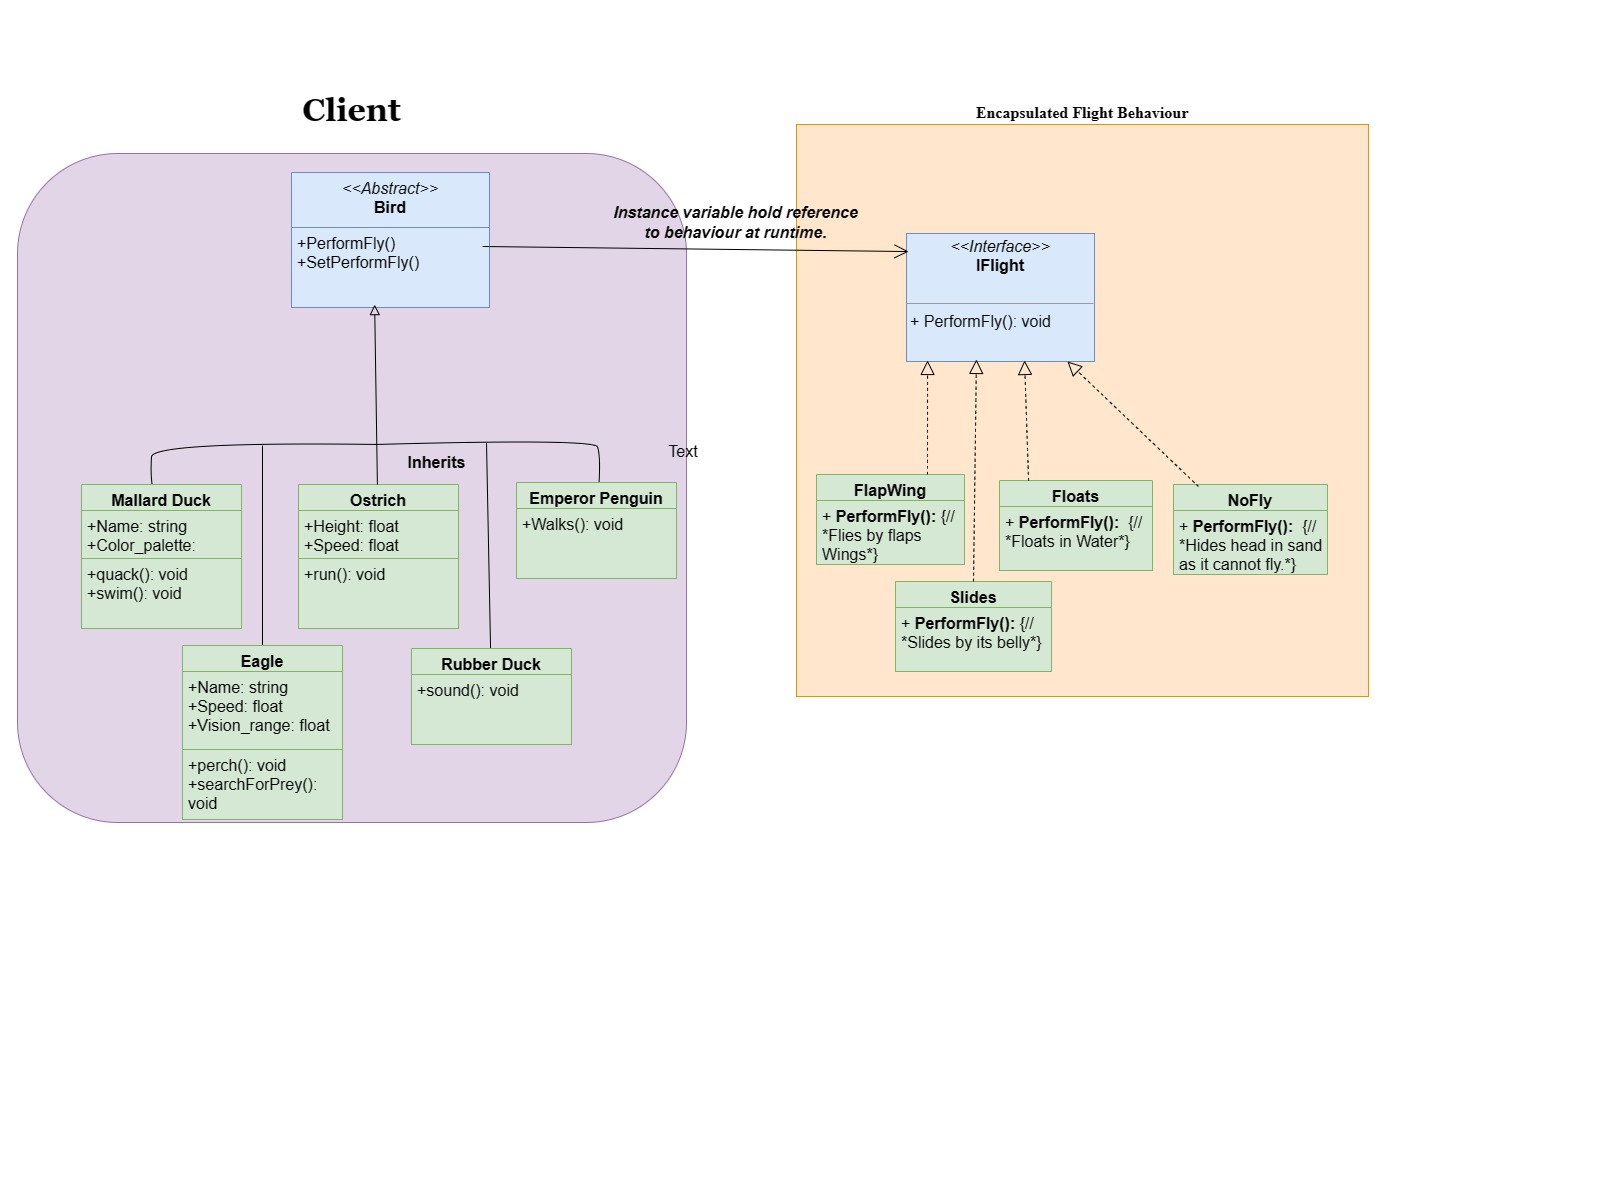 Client
Encapsulated Flight Behaviour
<<Abstract>>
Bird
+PerformFly()
+SetPerformFly()
Instance variable hold reference
to behaviour at runtime.
<<Interface>>
IFlight
+ PerformFly(): void
Inherits
Text
Mallard Duck
+Name: string
+Color_palette:
+quack(): void
+swim(): void
Ostrich
+Height: float
+Speed: float
+run(): void
Emperor Penguin
+Walks(): void
Eagle
+Name: string
+Speed: float
+Vision_range: float
+perch(): void
+searchForPrey():
void
Rubber Duck
+sound(): void
FlapWing
+ PerformFly(): {//
*Flies by flaps
Wings*}
Floats
+ PerformFly():  {//
*Floats in Water*}
NoFly
+ PerformFly():  {//
*Hides head in sand
as it cannot fly.*}
Slides
+ PerformFly(): {//
*Slides by its belly*}